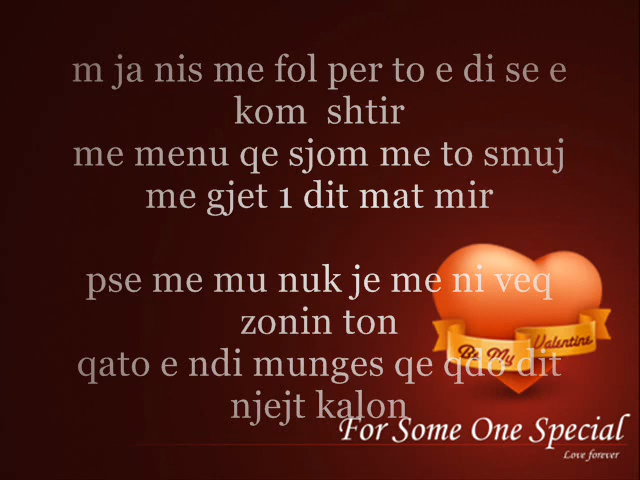 m ja nis me fol per to e di se e
kom shtir
me menu qe sjom me to smuj
me gjet 1 dit mat mir
pse me mu nuk je me ni veq
zonin ton
qato e ndi munges qe qdo dit
njejt kalon
Be My Valentine
For Some One Special
Love forever